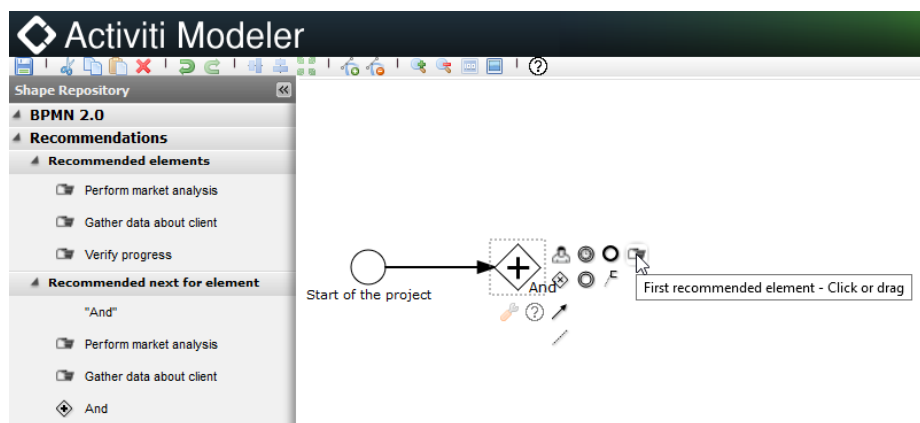 Activiti Modeler
Shape Repository
BPMN 2.0
Recommendations
Recommended elements
Perform market analysis
Gather data about client
Verify progress
Recommended next for element
"And"
Perform market analysis
Gather data about client
And
Start of the project
And
First recommended element - Click or drag